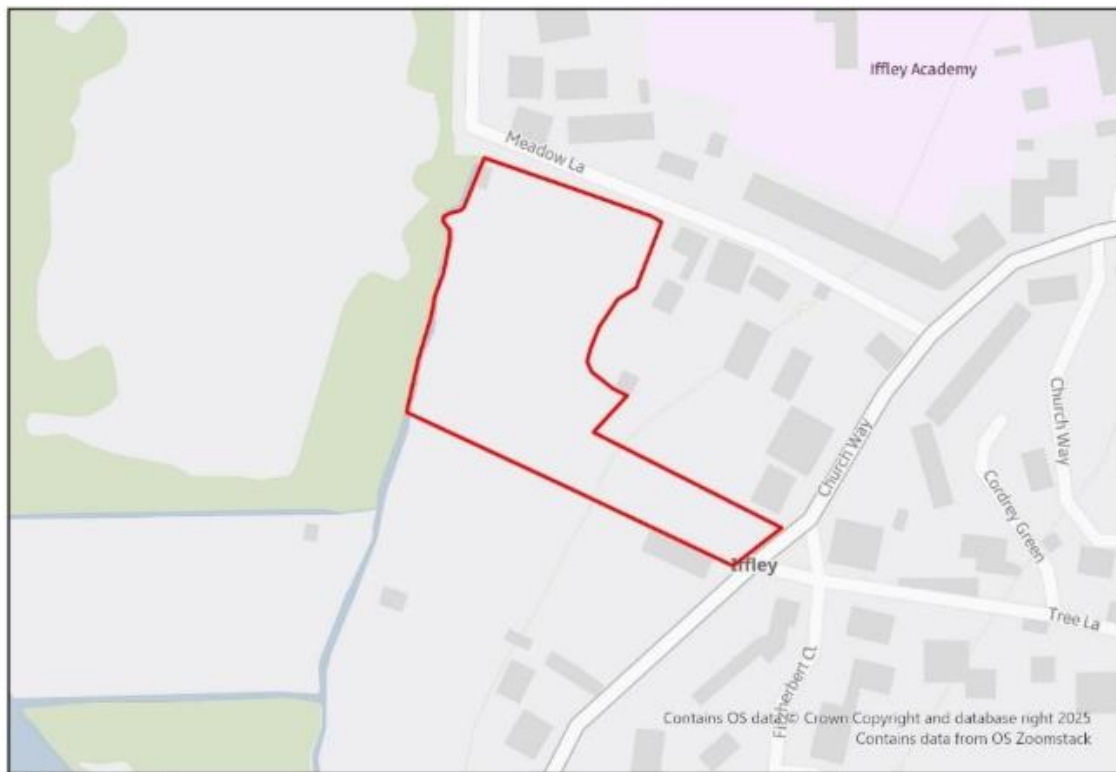 Iffley Academy
Meadow La
Church Way
Church Way
Cordrey Green
Iffley
Tree La
Fitzherbert Cl
Contains OS data © Crown Copyright and database right 2025
Contains data from OS Zoomstack